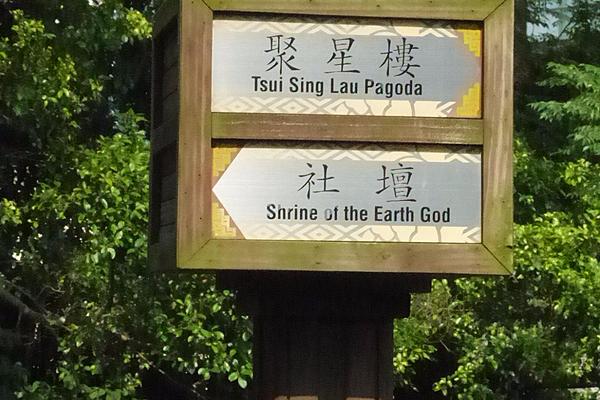 聚星樓
Tsui Sing Lau Pagoda
社壇
Shrine of the Earth God